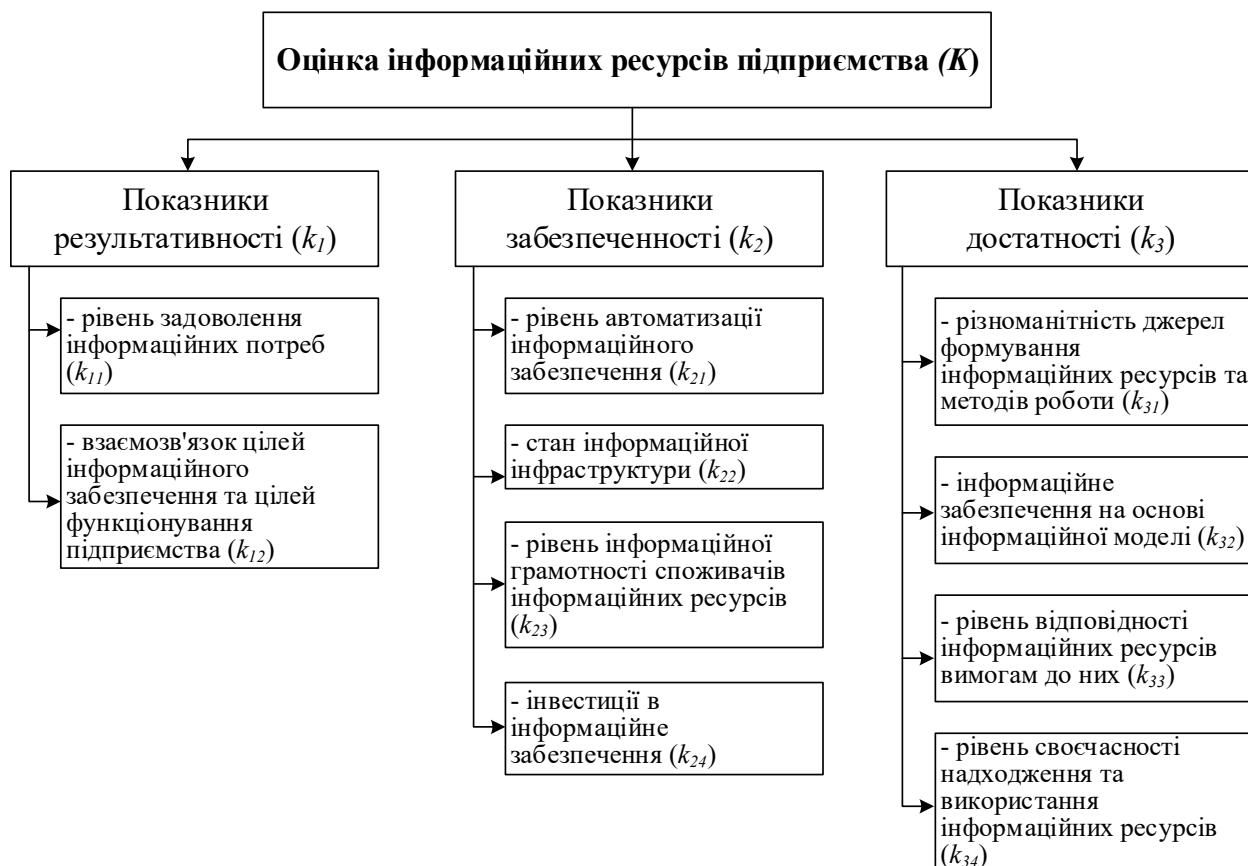 Оцінка інформаційних ресурсів підприємства (K)
Показники
результативності (k1)
- рівень задоволення
інформаційних потреб
(k11)
- взаємозв'язок цілей
інформаційного
забезпечення та цілей
функціонування
підприємства (k12)
Показники
забезпеченності (k2)
- рівень автоматизації
інформаційного
забезпечення (k21)
- стан інформаційної
інфраструктури (k22)
- рівень інформаційної
грамотності споживачів
інформаційних ресурсів
(k23)
- інвестиції в
інформаційне
забезпечення (k24)
Показники
достатності (k3)
- різноманітність джерел
формування
інформаційних ресурсів та
методів роботи (k31)
- інформаційне
забезпечення на основі
інформаційної моделі (k32)
- рівень відповідності
інформаційних ресурсів
вимогам до них (k33)
- рівень своєчасності
надходження та
використання
інформаційних ресурсів
(k34)